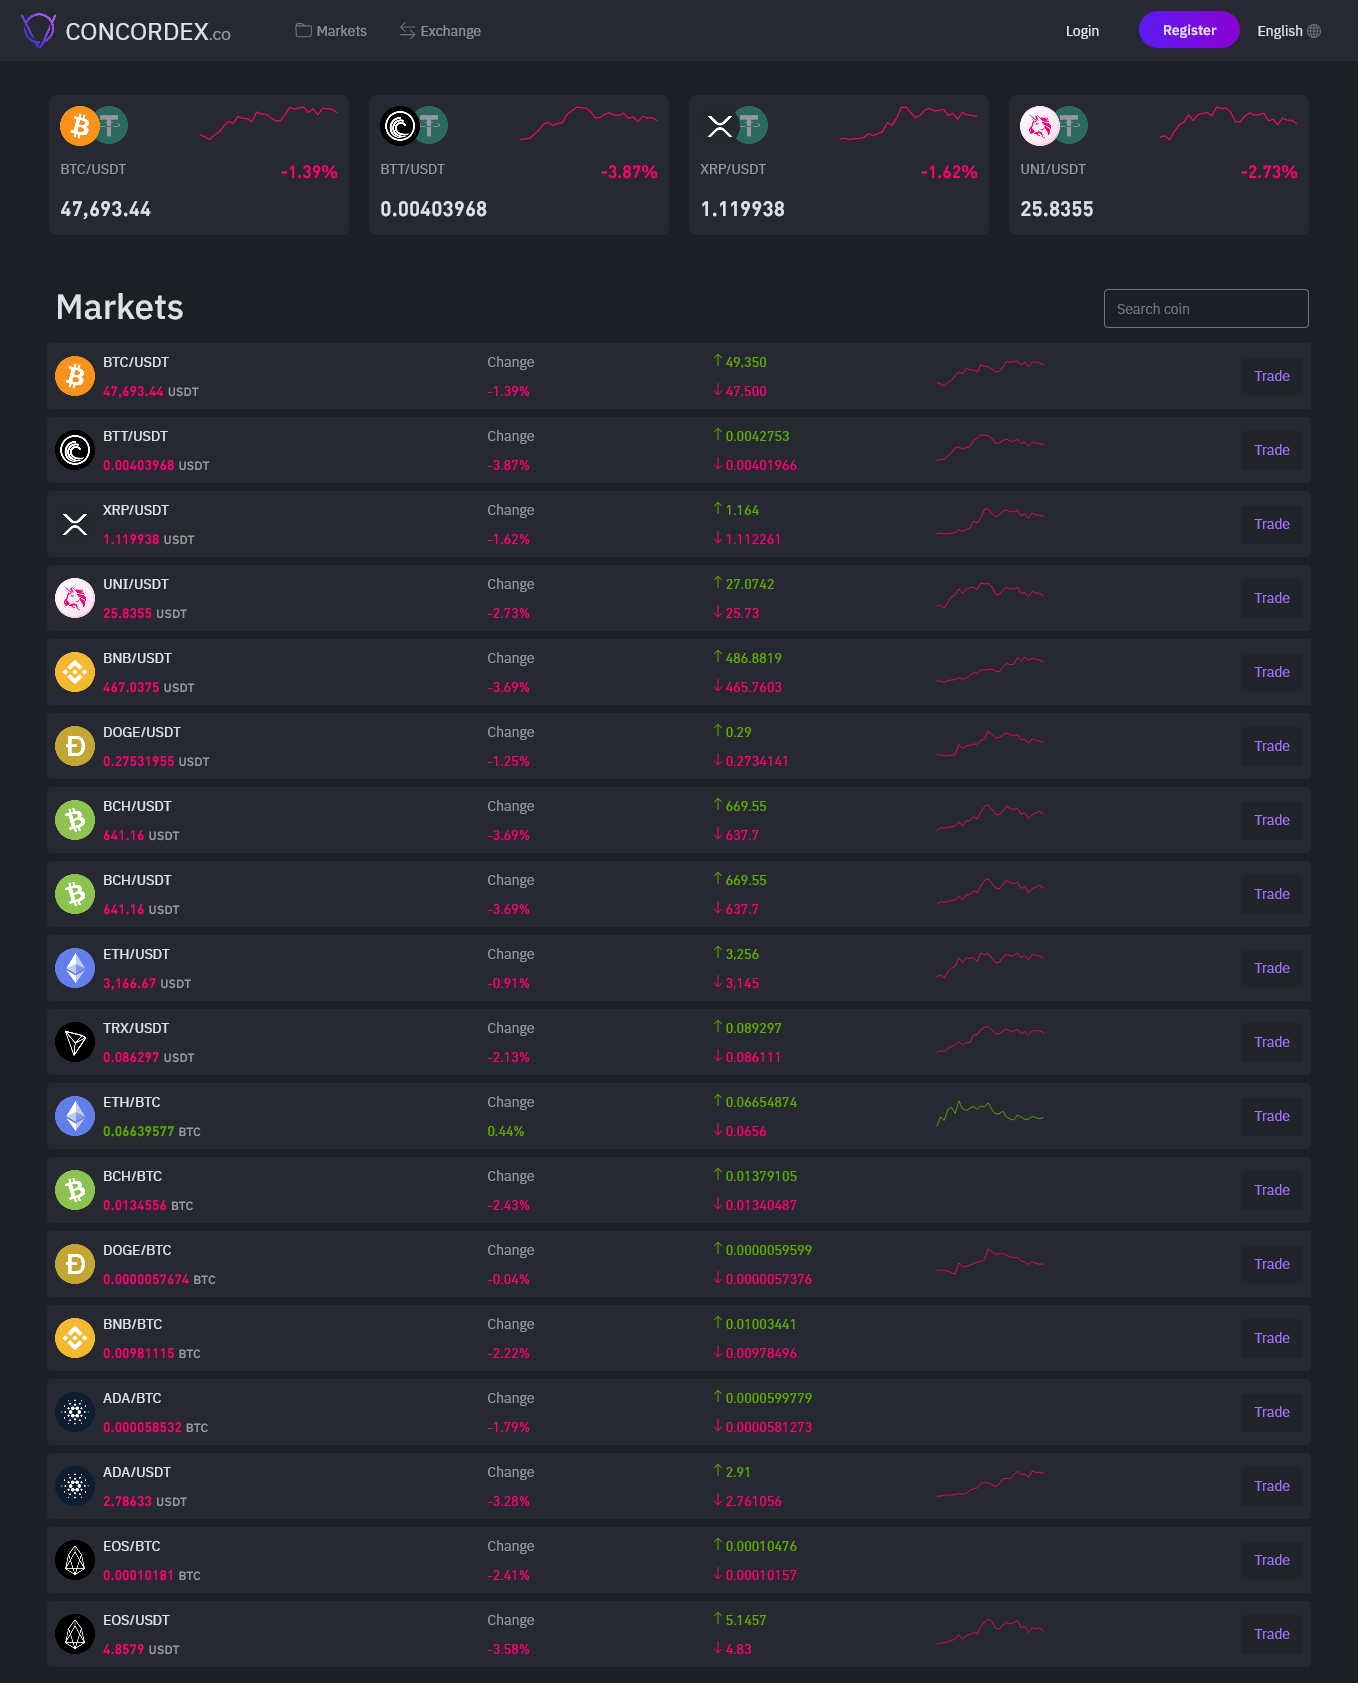 CONCORDEX.co
Markets
Exchange
Login
Register
English
BTC/USDT
-1.39%
47,693.44
BTT/USDT
-3.87%
0.00403968
XRP/USDT
-1.62%
1.119938
UNI/USDT
-2.73%
25.8355
Markets
Search coin
BTC/USDT Change ↑ 49,350
47,693.44 USDT -1.39% ↓ 47,500
Trade
BTT/USDT Change ↑ 0.0042753
0.00403968 USDT -3.87% ↓ 0.00401966
Trade
XRP/USDT Change ↑ 1.164
1.119938 USDT -1.62% ↓ 1.112261
Trade
UNI/USDT Change ↑ 27.0742
25.8355 USDT -2.73% ↓ 25.73
Trade
BNB/USDT Change ↑ 486.8819
467.0375 USDT -3.69% ↓ 465.7603
Trade
DOGE/USDT Change ↑ 0.29
0.27531955 USDT -1.25% ↓ 0.2734141
Trade
BCH/USDT Change ↑ 669.55
641.16 USDT -3.69% ↓ 637.7
Trade
BCH/USDT Change ↑ 669.55
641.16 USDT -3.69% ↓ 637.7
Trade
ETH/USDT Change ↑ 3,256
3,166.67 USDT -0.91% ↓ 3,145
Trade
TRX/USDT Change ↑ 0.089297
0.086297 USDT -2.13% ↓ 0.086111
Trade
ETH/BTC Change ↑ 0.06654874
0.06639577 BTC 0.44% ↓ 0.0656
Trade
BCH/BTC Change ↑ 0.01379105
0.0134556 BTC -2.43% ↓ 0.01340487
Trade
DOGE/BTC Change ↑ 0.0000059599
0.0000057674 BTC -0.04% ↓ 0.0000057376
Trade
BNB/BTC Change ↑ 0.01003441
0.00981115 BTC -2.22% ↓ 0.00978496
Trade
ADA/BTC Change ↑ 0.0000599779
0.000058532 BTC -1.79% ↓ 0.0000581273
Trade
ADA/USDT Change ↑ 2.91
2.78633 USDT -3.28% ↓ 2.761056
Trade
EOS/BTC Change ↑ 0.00010476
0.00010181 BTC -2.41% ↓ 0.00010157
Trade
EOS/USDT Change ↑ 5.1457
4.8579 USDT -3.58% ↓ 4.83
Trade